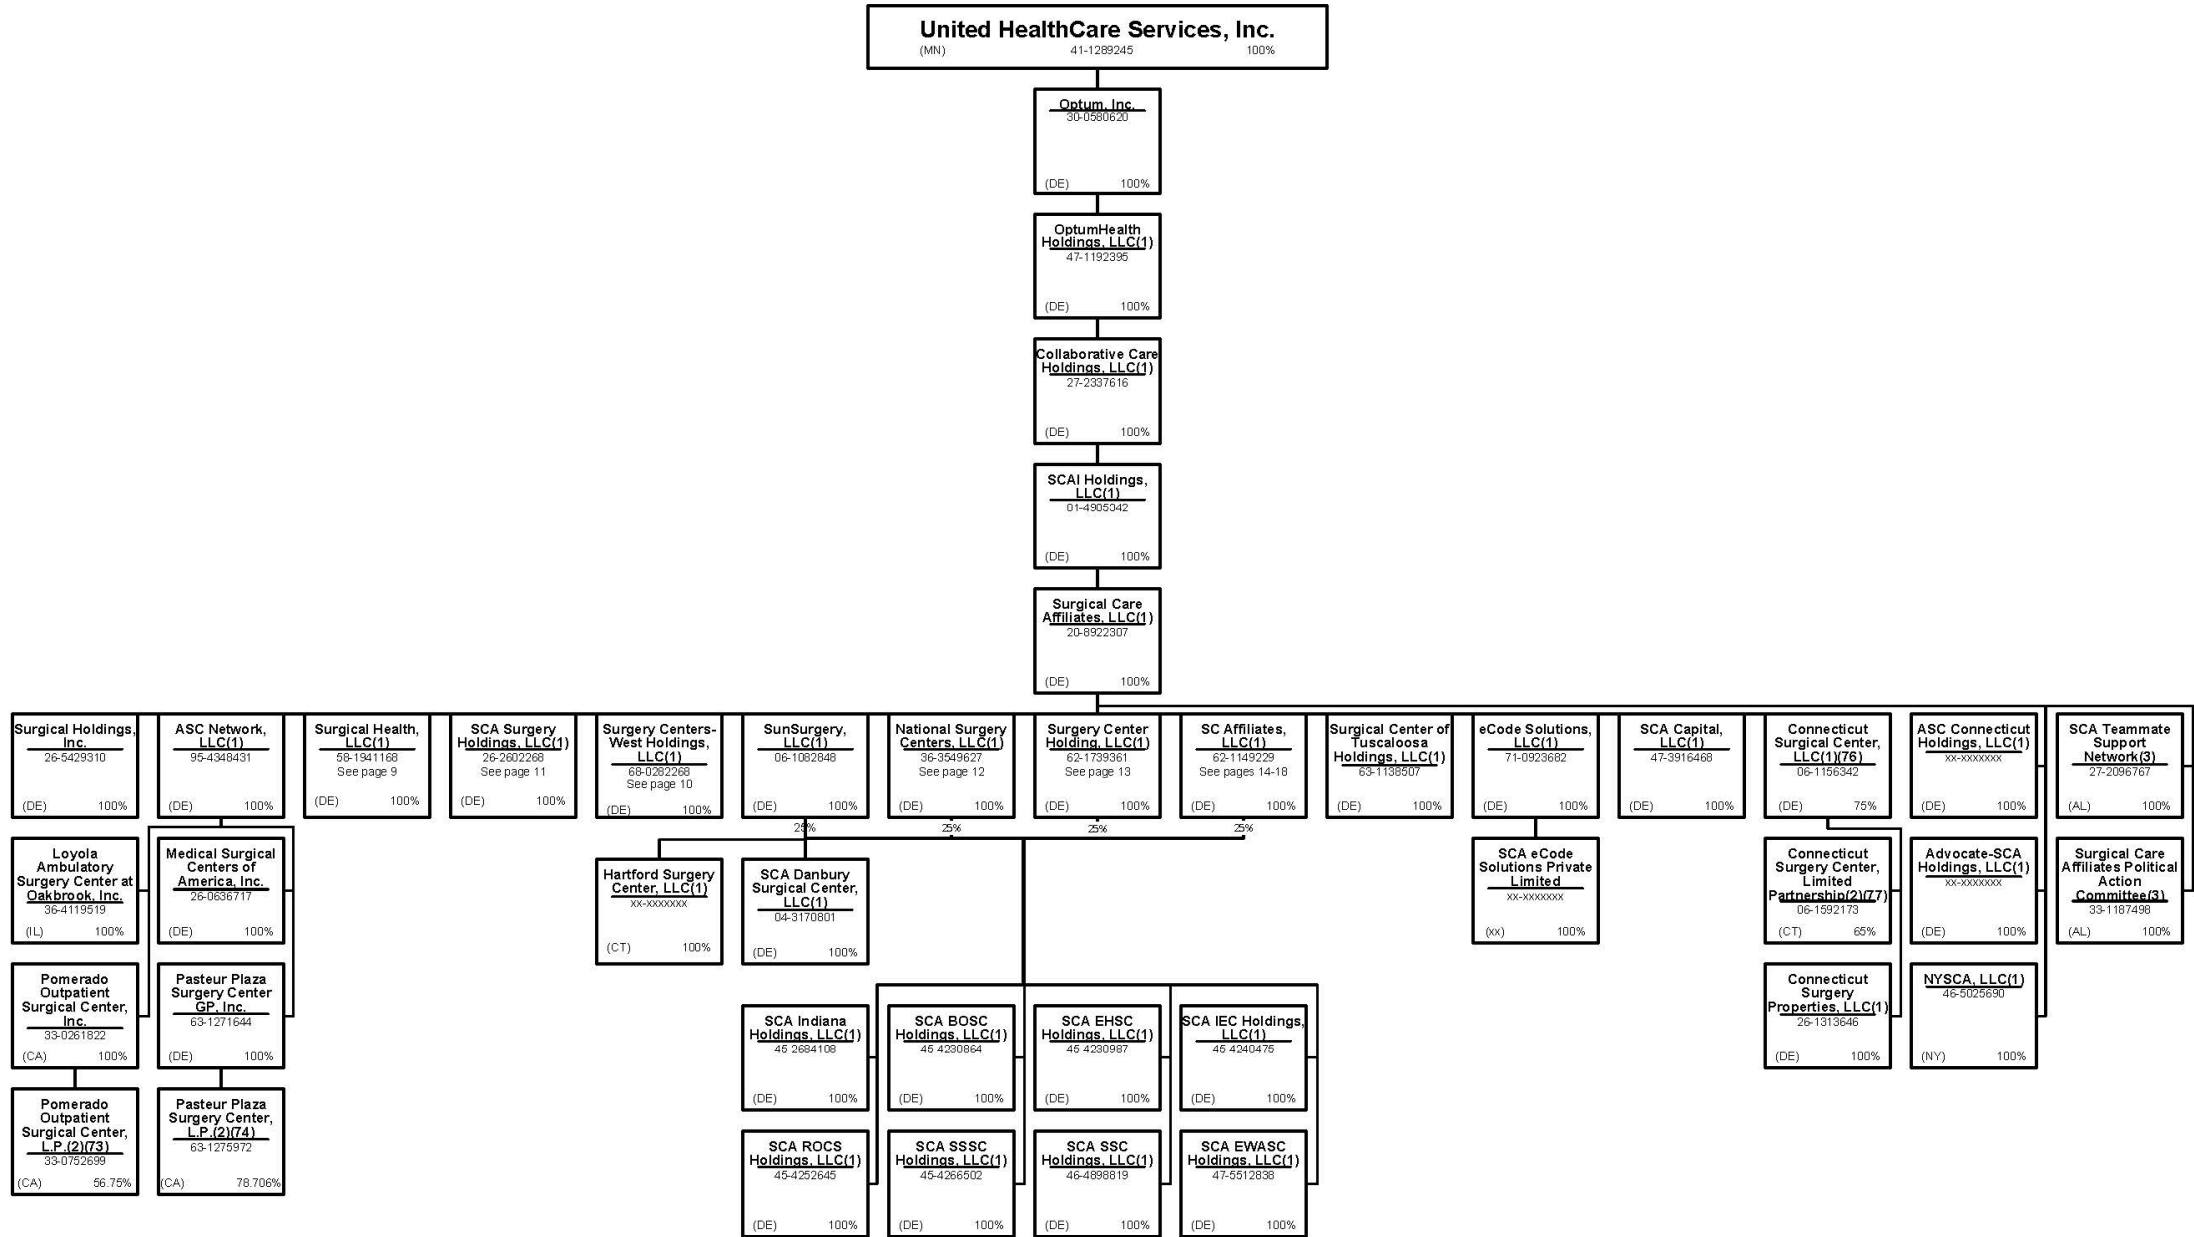 United HealthCare Services, Inc.
(MN) 41-1289245 100%
Optum, Inc.
30-0580620
(DE) 100%
OptumHealth
Holdings, LLC(1)
47-1192395
(DE) 100%
Collaborative Care
Holdings, LLC(1)
27-2337616
(DE) 100%
SCAI Holdings,
LLC(1)
(DE) 100%
Surgical Care
Affiliates, LLC(1)
20-8922307
(DE) 100%
Surgical Holdings,
Inc.
26-5429310
(DE) 100%
ASC Network,
LLC(1)
95-4348431
(DE) 100%
Surgical Health,
LLC(1)
58-1941168
See page 9
(DE) 100%
SCA Surgery
Holdings, LLC(1)
26-2602268
See page 11
(DE) 100%
Surgery Centers-
West Holdings,
LLC(1)
68-0282268
See page 10
(DE) 100%
SunSurgery,
LLC(1)
06-1082848
(DE) 100%
National Surgery
Centers, LLC(1)
36-3549627
See page 12
(DE) 100%
Surgery Center
Holding, LLC(1)
62-1739361
See page 13
(DE) 100%
SC Affiliates,
LLC(1)
62-1149229
See pages 14-18
(DE) 100%
Surgical Center of
Tuscaloosa
Holdings, LLC(1)
63-1138507
(DE) 100%
eCode Solutions,
LLC(1)
71-0923682
(DE) 100%
SCA Capital,
LLC(1)
47-3916468
(DE) 100%
Connecticut
Surgical Center,
LLC(1)(76)
06-1156342
(DE) 75%
ASC Connecticut
Holdings, LLC(1)
xx-xxxxxxx
(DE) 100%
SCA Teammate
Support
Network(3)
27-2096767
(AL) 100%
25% 25% 25% 25%
Loyola
Ambulatory
Surgery Center at
Oakbrook, Inc.
36-4119519
(IL) 100%
Medical Surgical
Centers of
America, Inc.
26-0636717
(DE) 100%
Hartford Surgery
Center, LLC(1)
xx-xxxxxxx
(CT) 100%
SCA Danbury
Surgical Center,
LLC(1)
04-3170801
(DE) 100%
SCA eCode
Solutions Private
Limited
xx-xxxxxxx
(xx) 100%
Connecticut
Surgery Center,
Limited
Partnership(2)(77)
06-1592173
(CT) 65%
Advocate-SCA
Holdings, LLC(1)
xx-xxxxxxx
(DE) 100%
Surgical Care
Affiliates Political
Action
Committee(3)
33-1187498
(AL) 100%
Pomerado
Outpatient
Surgical Center,
Inc.
33-0261822
(CA) 100%
Pasteur Plaza
Surgery Center
GP, Inc.
63-1271644
(DE) 100%
Connecticut
Surgery
Properties, LLC(1)
26-1313646
(DE) 100%
NYSCA, LLC(1)
46-5025690
(NY) 100%
SCA Indiana
Holdings, LLC(1)
45 2684108
(DE) 100%
SCA BOSC
Holdings, LLC(1)
45 4230864
(DE) 100%
SCA EHSC
Holdings, LLC(1)
45 4230987
(DE) 100%
SCA IEC Holdings,
LLC(1)
45 4240475
(DE) 100%
Pomerado
Outpatient
Surgical Center,
L.P.(2)(73)
33-0752699
(CA) 56.75%
Pasteur Plaza
Surgery Center,
L.P.(2)(74)
63-1275972
(CA) 78.706%
SCA ROCS
Holdings, LLC(1)
45-4252645
(DE) 100%
SCA SSSC
Holdings, LLC(1)
45-4266502
(DE) 100%
SCA SSC
Holdings, LLC(1)
46-4898819
(DE) 100%
SCA EWASC
Holdings, LLC(1)
47-5512838
(DE) 100%